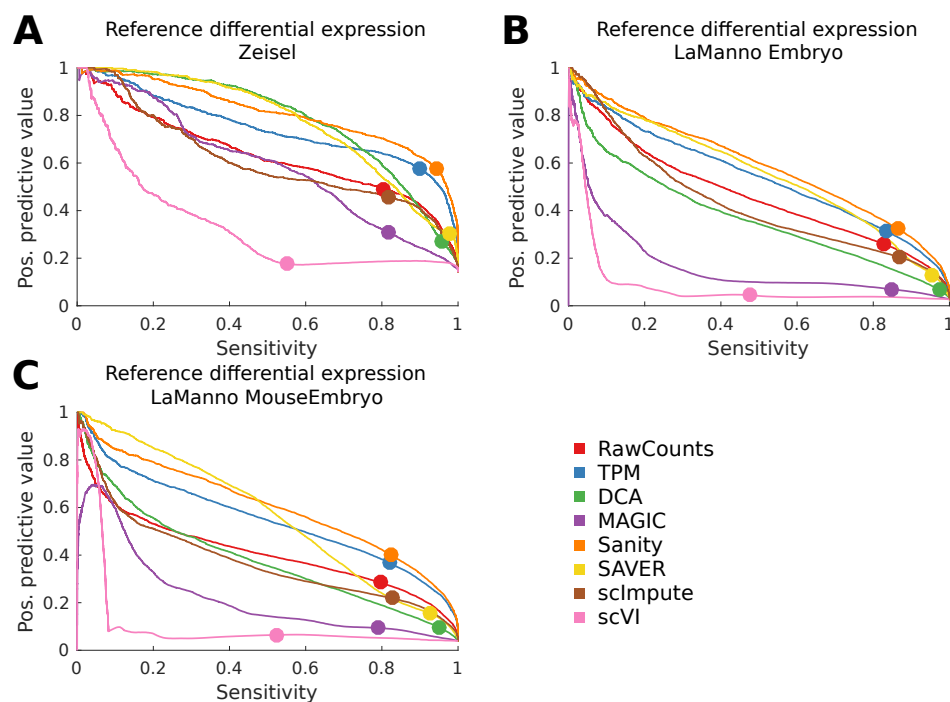 A
Reference differential expression
Zeisel
Pos. predictive value
1
0.8
0.6
0.4
0.2
0
0
0.2
0.4
0.6
0.8
1
Sensitivity
B
Reference differential expression
LaManno Embryo
Pos. predictive value
1
0.8
0.6
0.4
0.2
0
0
0.2
0.4
0.6
0.8
1
Sensitivity
C
Reference differential expression
LaManno MouseEmbryo
Pos. predictive value
1
0.8
0.6
0.4
0.2
0
0
0.2
0.4
0.6
0.8
1
Sensitivity
RawCounts
TPM
DCA
MAGIC
Sanity
SAVER
scImpute
scVI